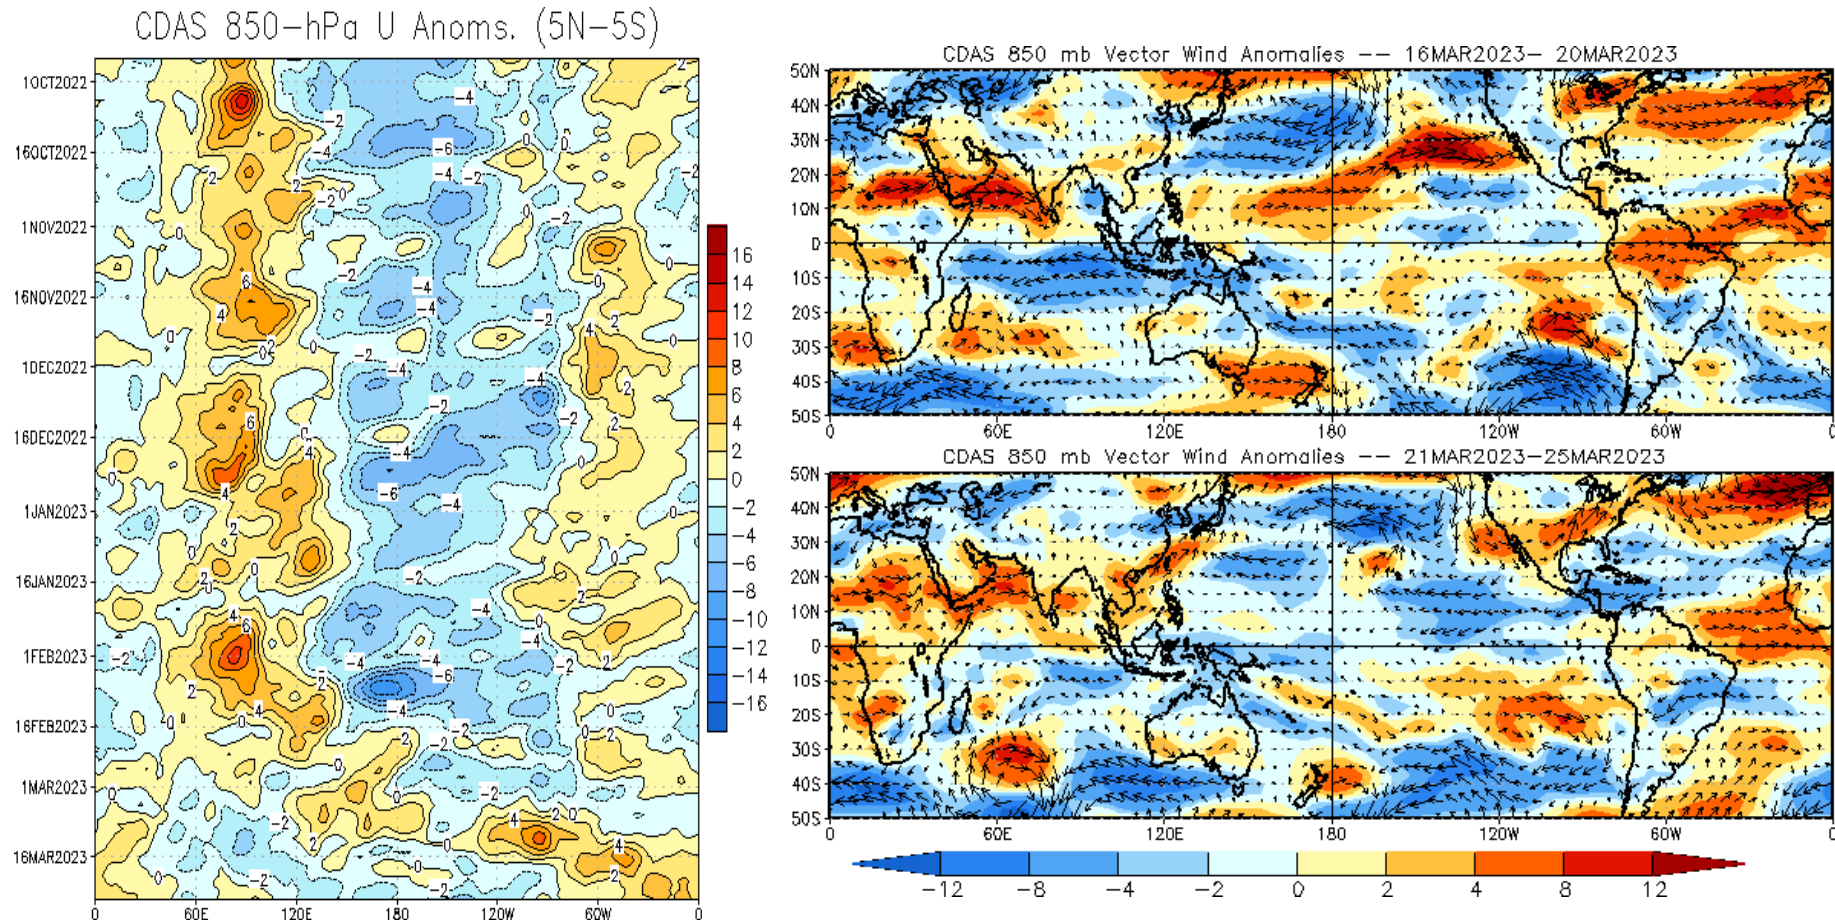 CDAS 850-hPa U Anoms. (5N-5S)
1OCT2022
16OCT2022
1NOV2022
16NOV2022
1DEC2022
16DEC2022
1JAN2023
16JAN2023
1FEB2023
16FEB2023
1MAR2023
16MAR2023
0 60E 120E 180 120W 60W 0
16
14
12
10
8
6
4
2
0
-2
-4
-6
-8
-10
-12
-14
-16
CDAS 850 mb Vector Wind Anomalies -- 16MAR2023- 20MAR2023
50N
40N
30N
20N
10N
0
10S
20S
30S
40S
50S
0 60E 120E 180 120W 60W 0
CDAS 850 mb Vector Wind Anomalies -- 21MAR2023-25MAR2023
50N
40N
30N
20N
10N
0
10S
20S
30S
40S
50S
0 60E 120E 180 120W 60W 0
-12 -8 -4 -2 0 2 4 8 12